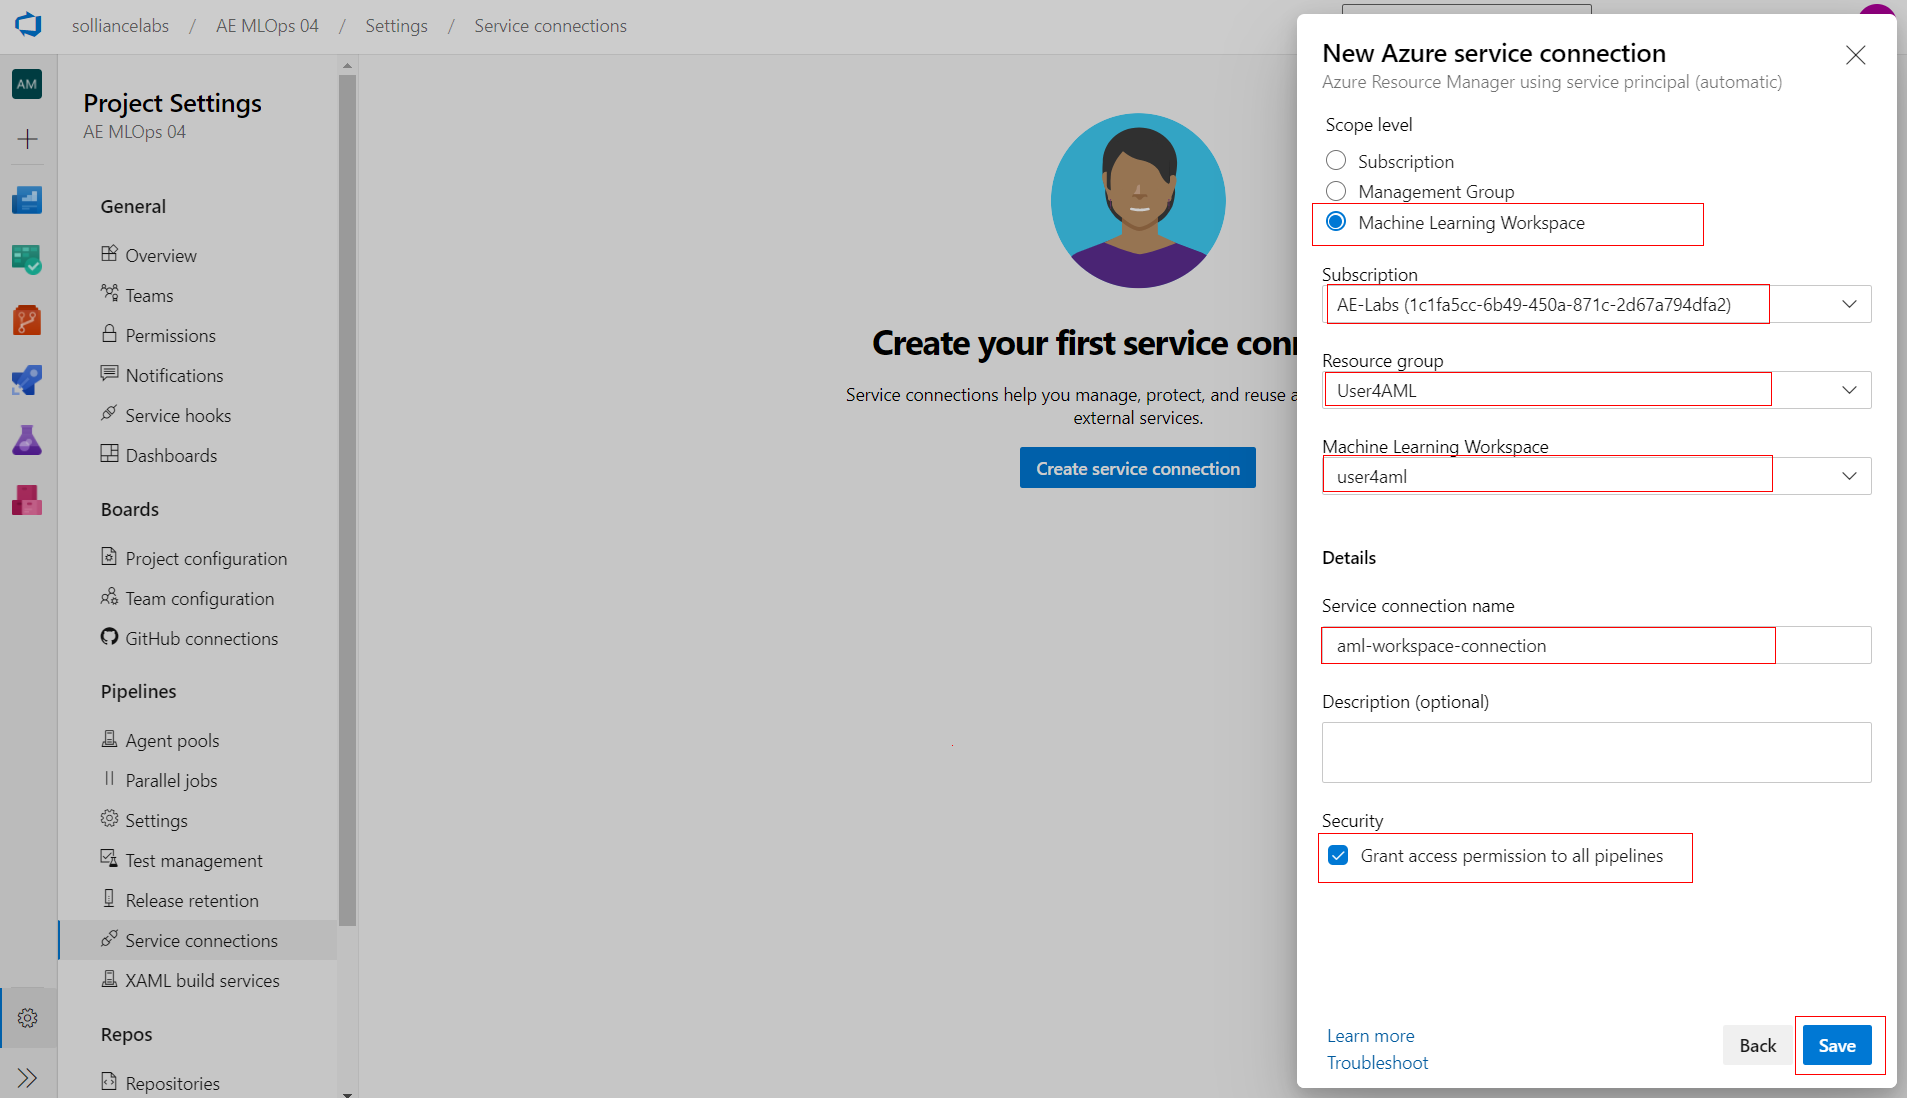 solliancelabs / AE MLOps 04 / Settings / Service connections
AM
Project Settings
AE MLOps 04
General
Overview
Teams
Permissions
Notifications
Service hooks
Dashboards
Boards
Project configuration
Team configuration
GitHub connections
Pipelines
Agent pools
Parallel jobs
Settings
Test management
Release retention
Service connections
XAML build services
Repos
Repositories
Create your first service conn
Service connections help you manage, protect, and reuse a
external services.
Create service connection
New Azure service connection
Azure Resource Manager using service principal (automatic)
Scope level
Subscription
Management Group
Machine Learning Workspace
Subscription
AE-Labs (1c1fa5cc-6b49-450a-871c-2d67a794dfa2)
Resource group
User4AML
Machine Learning Workspace
user4aml
Details
Service connection name
aml-workspace-connection
Description (optional)
Security
Grant access permission to all pipelines
Learn more
Troubleshoot
Back
Save